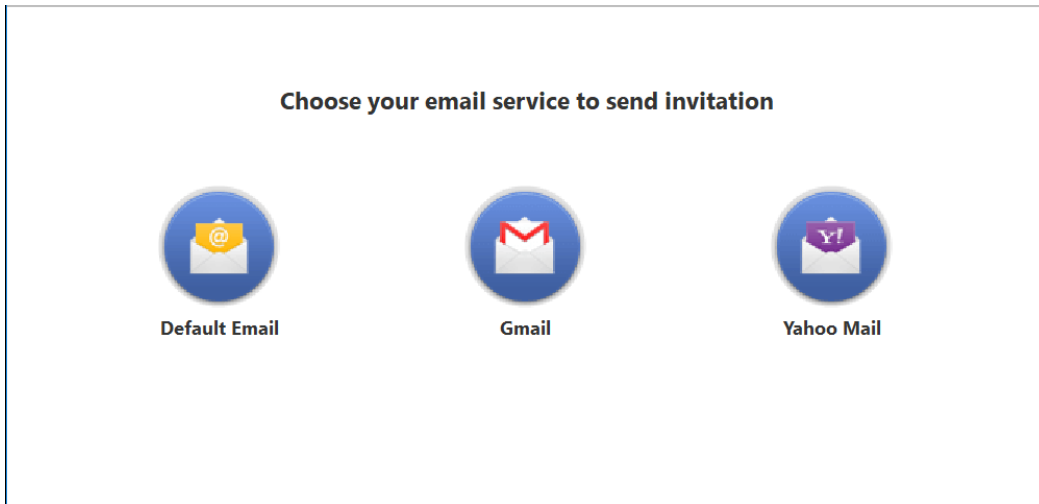 Choose your email service to send invitation
@
Y!
Default Email
Gmail
Yahoo Mail